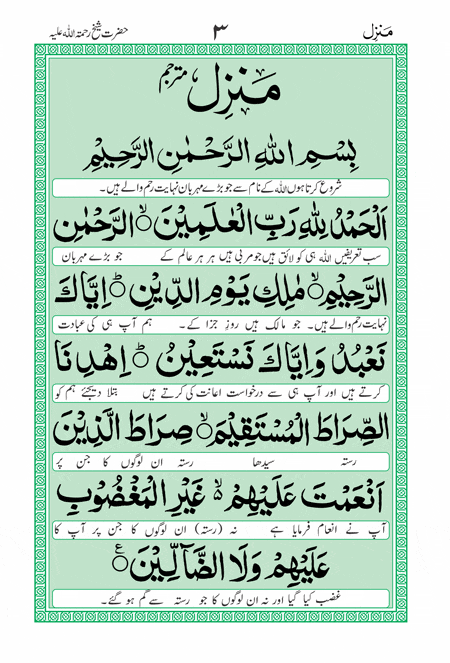 مَنزِل ٣ حضرت شیخ رحمتہ اللہ علیہ
مَنزِل مترجم
بِسْمِ اللهِ الرَّحْمٰنِ الرَّحِيْمِ
شروع کرتا ہوں اللہ کے نام سے جو بڑے مہربان نہایت رحم والے ہیں۔
اَلْحَمْدُ لِلّٰهِ رَبِّ الْعٰلَمِيْنَ ۙ الرَّحْمٰنِ
سب تعریفیں اللہ ہی کو لائق ہیں جو مربی ہیں ہر ہر عالم کے جو بڑے مہربان
الرَّحِيْمِ ۙ مٰلِكِ يَوْمِ الدِّيْنِ ؕ اِيَّاكَ
نہایت رحم والے ہیں۔ جو مالک ہیں روز جزا کے۔ ہم آپ ہی کی عبادت
نَعْبُدُ وَاِيَّاكَ نَسْتَعِيْنُ ؕ اِهْدِنَا
کرتے ہیں اور آپ ہی سے درخواست اعانت کی کرتے ہیں بتلا دیجئے ہم کو
الصِّرَاطَ الْمُسْتَقِيْمَ ۙ صِرَاطَ الَّذِيْنَ
رستہ سیدھا رستہ ان لوگوں کا جن پر
اَنْعَمْتَ عَلَيْهِمْ ۙ غَيْرِ الْمَغْضُوْبِ
آپ نے انعام فرمایا ہے نہ (رستہ) ان لوگوں کا جن پر آپ کا
عَلَيْهِمْ وَلَا الضَّآلِّيْنَ ۧ
غضب کیا گیا اور نہ ان لوگوں کا جو رستہ سے گم ہو گئے۔